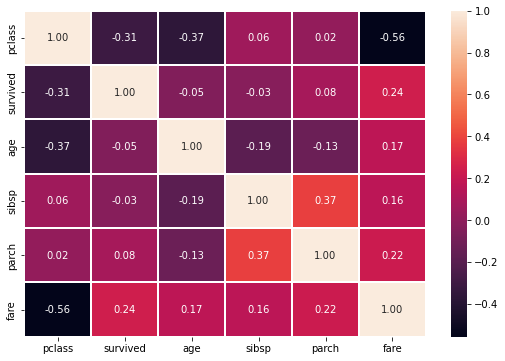 pclass 1.00 -0.31 -0.37 0.06 0.02 -0.56
survived -0.31 1.00 -0.05 -0.03 0.08 0.24
age -0.37 -0.05 1.00 -0.19 -0.13 0.17
sibsp 0.06 -0.03 -0.19 1.00 0.37 0.16
parch 0.02 0.08 -0.13 0.37 1.00 0.22
fare -0.56 0.24 0.17 0.16 0.22 1.00
pclass survived age sibsp parch fare
1.0
0.8
0.6
0.4
0.2
0.0
−0.2
−0.4